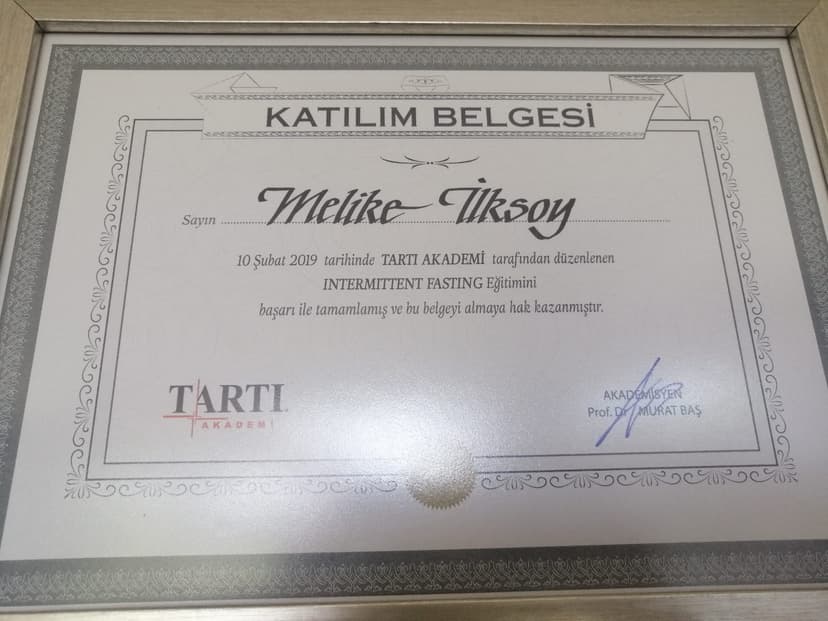 KATILIM BELGESİ
Sayın Melike İlksoy
10 Şubat 2019 tarihinde TARTI AKADEMİ tarafından düzenlenen
INTERMITTENT FASTING Eğitimini
başarı ile tamamlamış ve bu belgeyi almaya hak kazanmıştır.
TARTI
AKADEMİ
AKADEMİSYEN
Prof. Dr. MURAT BAŞ